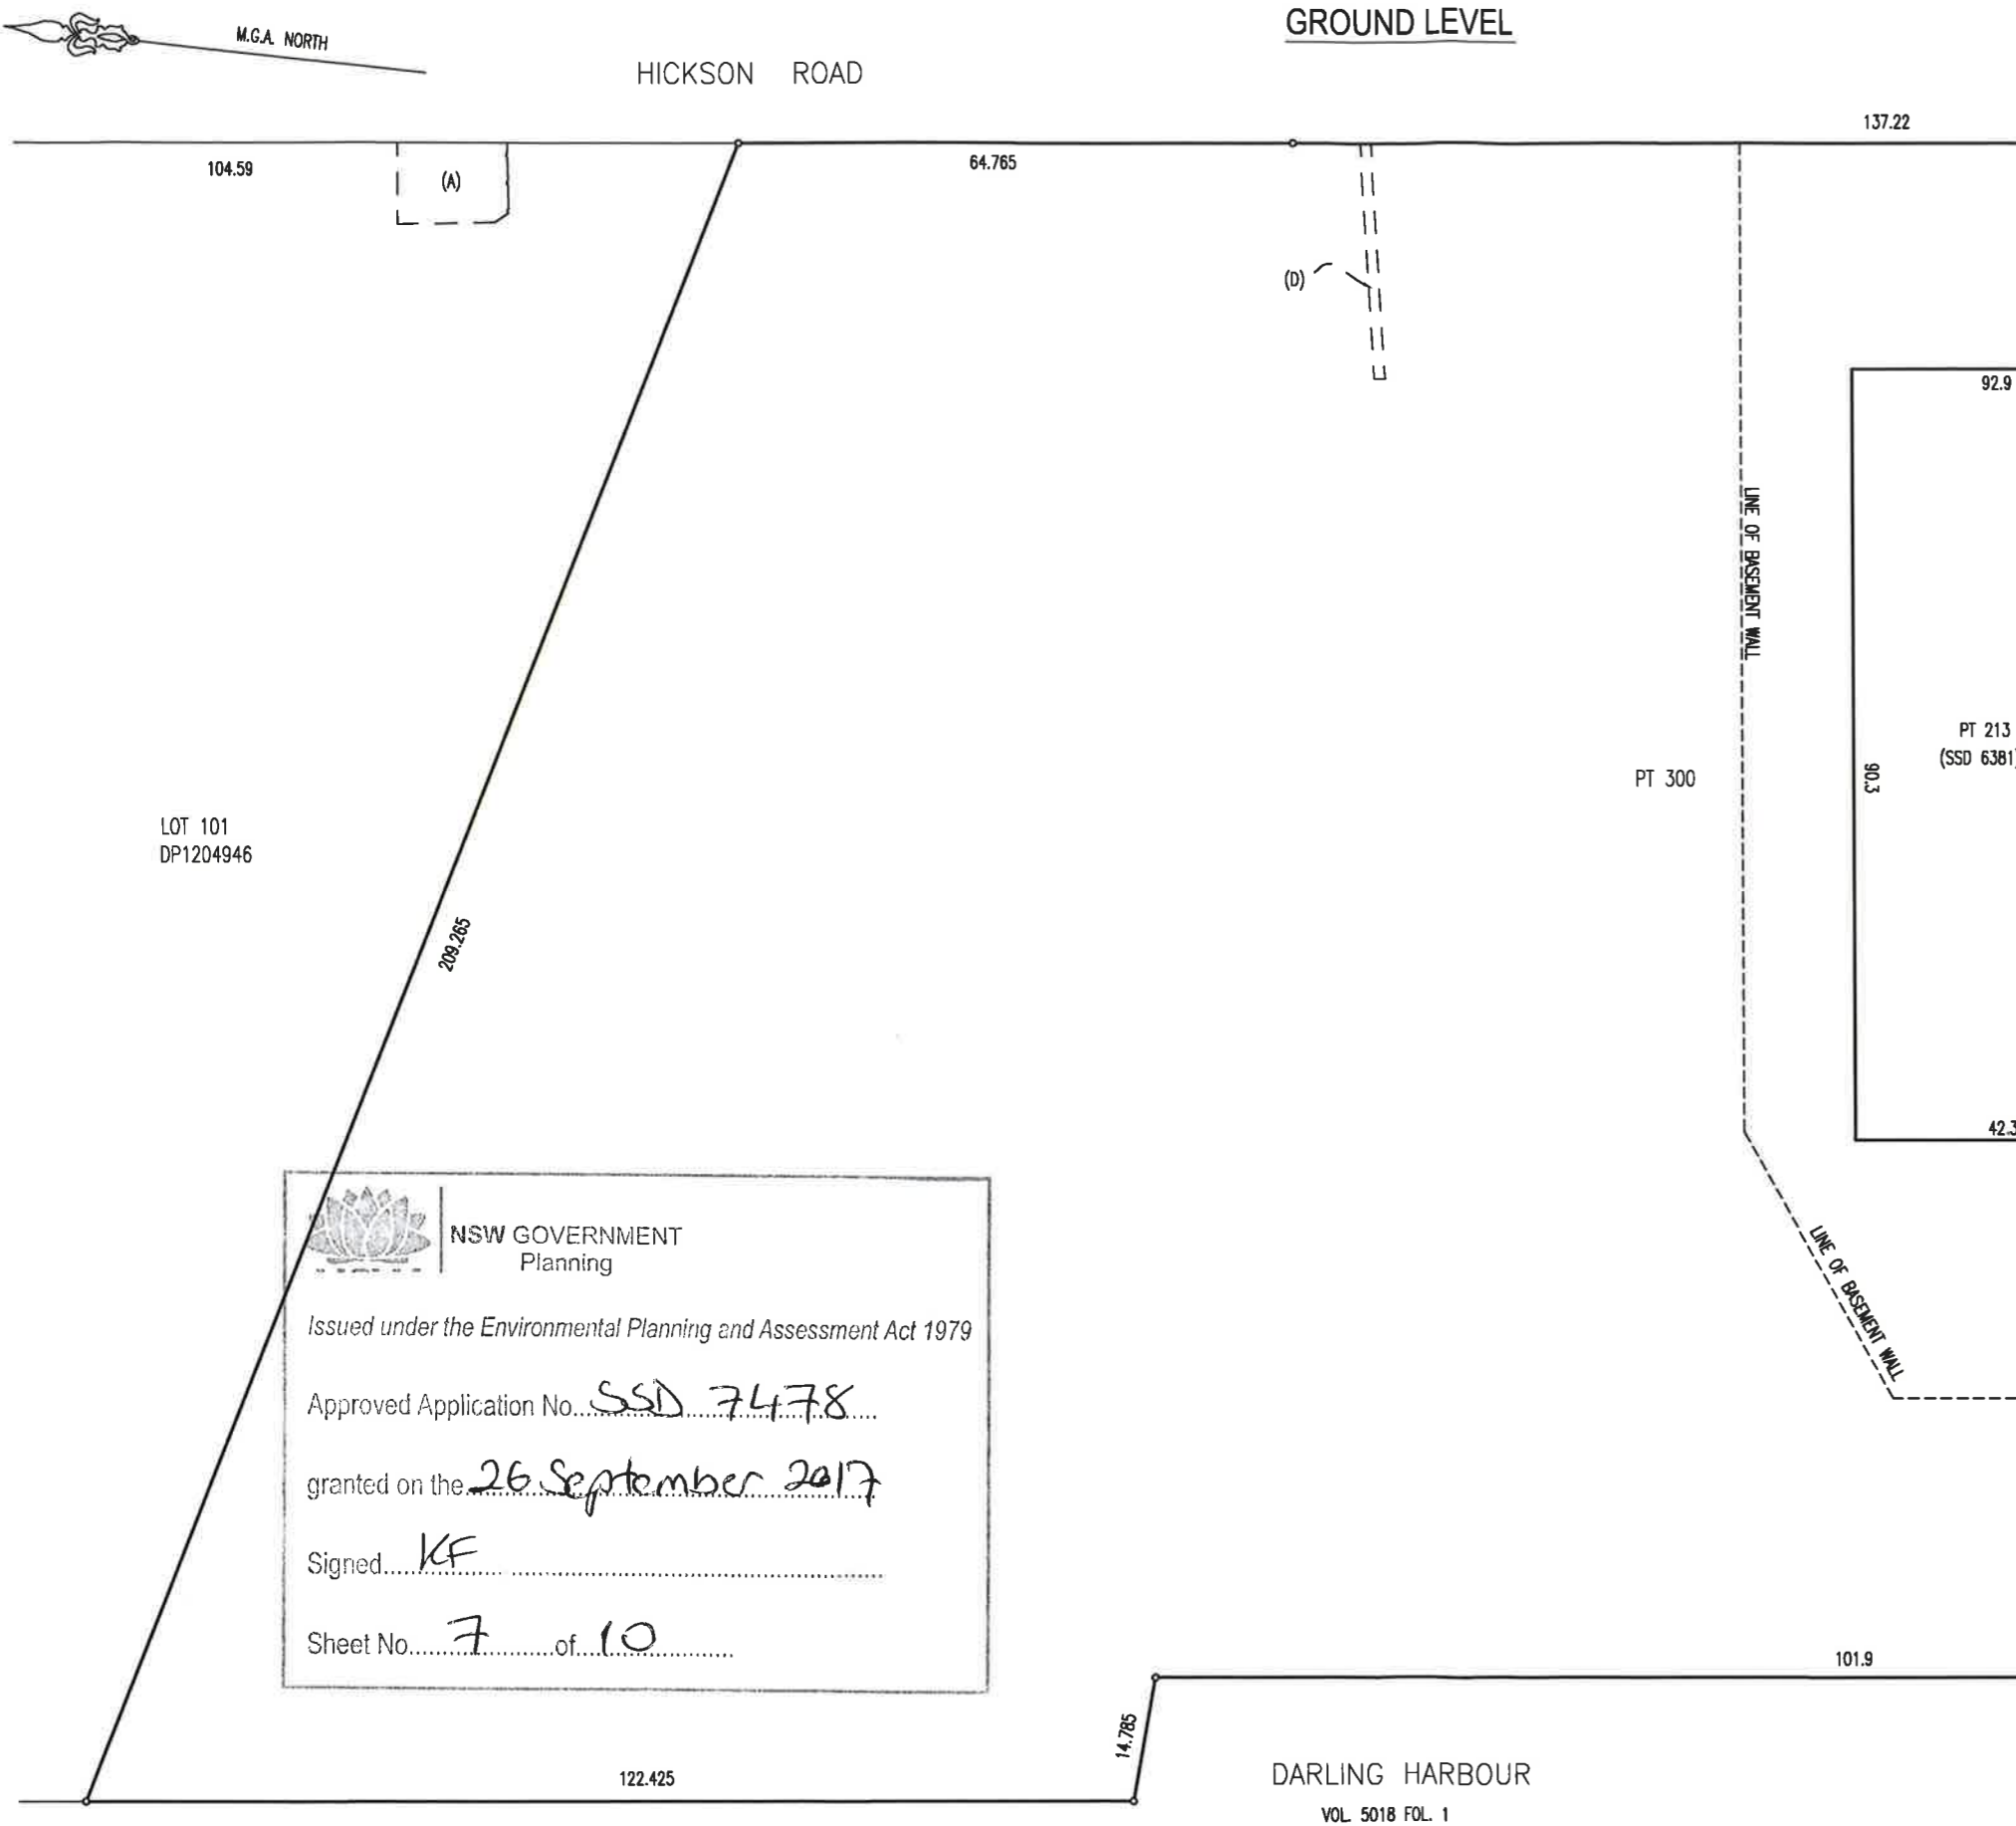 GROUND LEVEL
M.G.A. NORTH
HICKSON ROAD
137.22
104.59
(A)
64.765
(D)
92.9
LINE OF BASEMENT WALL
PT 213
(SSD 6381)
90.3
PT 300
LOT 101
DP1204946
209.265
42.3
NSW GOVERNMENT
Planning
Issued under the Environmental Planning and Assessment Act 1979
Approved Application No. SSD 7478
granted on the 26 September 2017
Signed KF
Sheet No. 7 of 10
LINE OF BASEMENT WALL
101.9
14.785
122.425
DARLING HARBOUR
VOL. 5018 FOL. 1